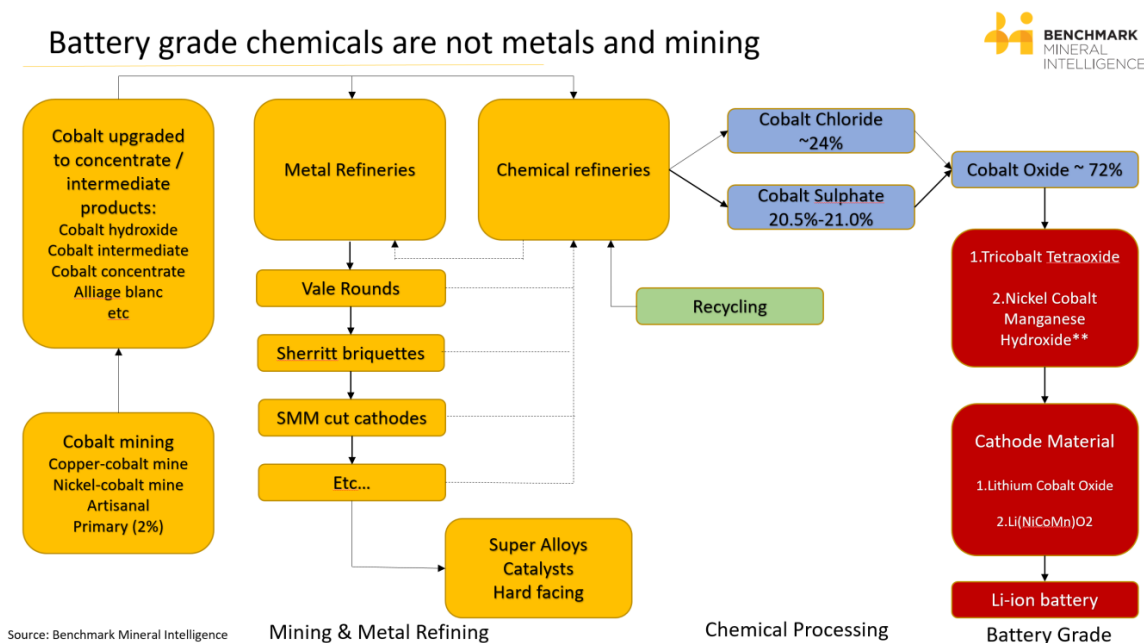 Battery grade chemicals are not metals and mining
BENCHMARK
MINERAL
INTELLIGENCE
Cobalt upgraded
to concentrate /
intermediate
products:
Cobalt hydroxide
Cobalt intermediate
Cobalt concentrate
Alliage blanc
etc
Cobalt mining
Copper-cobalt mine
Nickel-cobalt mine
Artisanal
Primary (2%)
Metal Refineries
Vale Rounds
Sherritt briquettes
SMM cut cathodes
Etc...
Super Alloys
Catalysts
Hard facing
Chemical refineries
Recycling
Cobalt Chloride
~24%
Cobalt Sulphate
20.5%-21.0%
Cobalt Oxide ~ 72%
1.Tricobalt Tetraoxide
2.Nickel Cobalt
Manganese
Hydroxide**
Cathode Material
1.Lithium Cobalt Oxide
2.Li(NiCoMn)O2
Li-ion battery
Source: Benchmark Mineral Intelligence
Mining & Metal Refining
Chemical Processing
Battery Grade